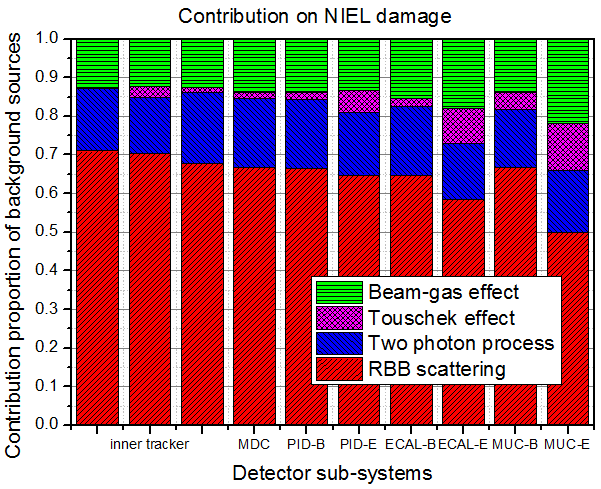 Contribution on NIEL damage
Contribution proportion of background sources
1.0
0.9
0.8
0.7
0.6
0.5
0.4
0.3
0.2
0.1
0.0
Beam-gas effect
Touschek effect
Two photon process
RBB scattering
inner tracker MDC PID-B PID-E ECAL-B ECAL-E MUC-B MUC-E
Detector sub-systems